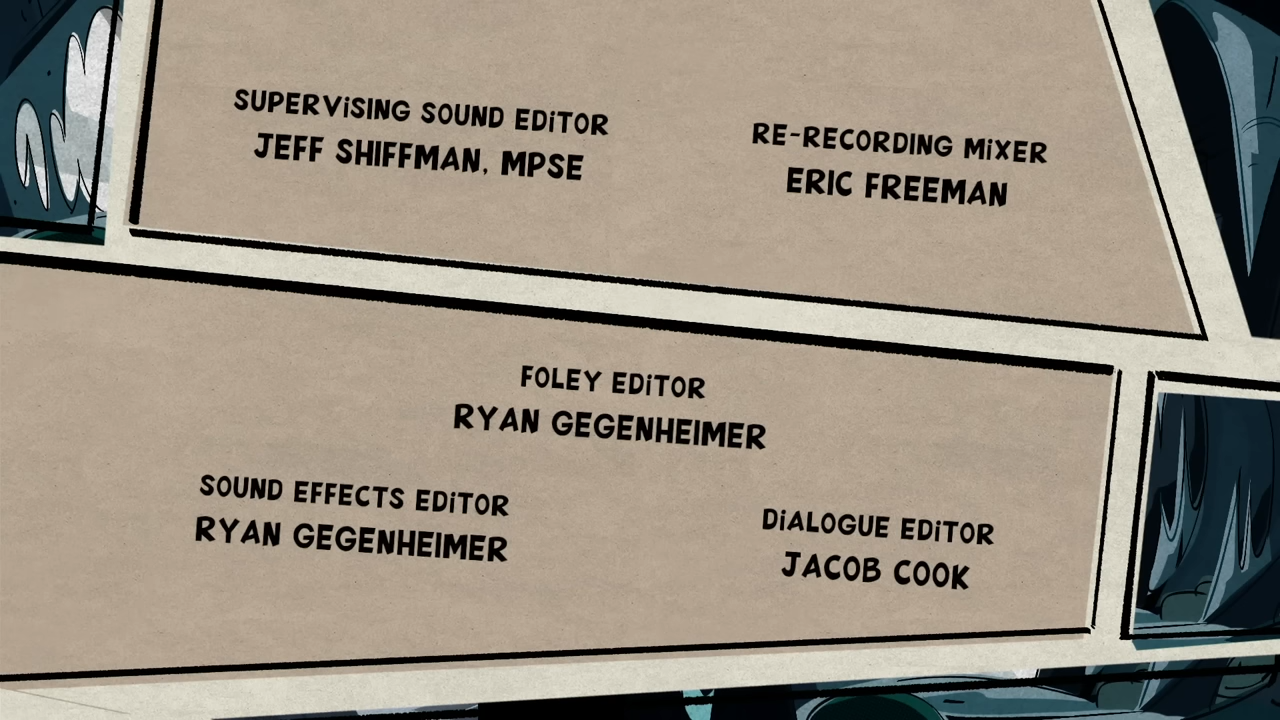 SUPERViSING SOUND EDiTOR
JEFF SHIFFMAN, MPSE
RE-RECORDING MiXER
ERIC FREEMAN
FOLEY EDiTOR
RYAN GEGENHEIMER
SOUND EFFECTS EDiTOR
RYAN GEGENHEIMER
DiALOGUE EDiTOR
JACOB COOK